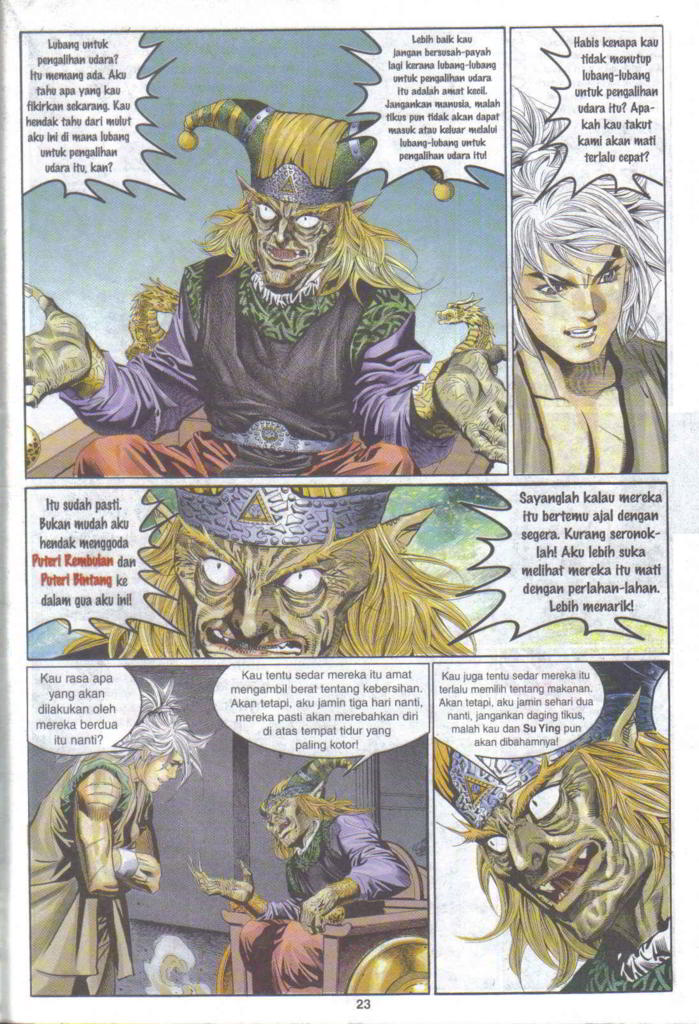 Lubang untuk
pengalihan udara?
Itu memang ada. Aku
tahu apa yang kau
fikirkan sekarang. Kau
hendak tahu dari mulut
aku ini di mana lubang
untuk pengalihan
udara itu, kan?
Lebih baik kau
jangan bersusah-payah
lagi kerana lubang-lubang
untuk pengalihan udara
itu adalah amat kecil.
Jangankan manusia, malah
tikus pun tidak akan dapat
masuk atau keluar melalui
lubang-lubang untuk
pengalihan udara itu!
Habis kenapa kau
tidak menutup
lubang-lubang
untuk pengalihan
udara itu? Apa-
kah kau takut
kami akan mati
terlalu cepat?
Itu sudah pasti.
Bukan mudah aku
hendak menggoda
Puteri Rembulan dan
Puteri Bintang ke
dalam gua aku ini!
Sayanglah kalau mereka
itu bertemu ajal dengan
segera. Kurang seronok-
lah! Aku lebih suka
melihat mereka itu mati
dengan perlahan-lahan.
Lebih menarik!
Kau rasa apa
yang akan
dilakukan oleh
mereka berdua
itu nanti?
Kau tentu sedar mereka itu amat
mengambil berat tentang kebersihan.
Akan tetapi, aku jamin tiga hari nanti,
mereka pasti akan merebahkan diri
di atas tempat tidur yang
paling kotor!
Kau juga tentu sedar mereka itu
terlalu memilih tentang makanan.
Akan tetapi, aku jamin sehari dua
nanti, jangankan daging tikus,
malah kau dan Su Ying pun
akan dibahamnya!
23